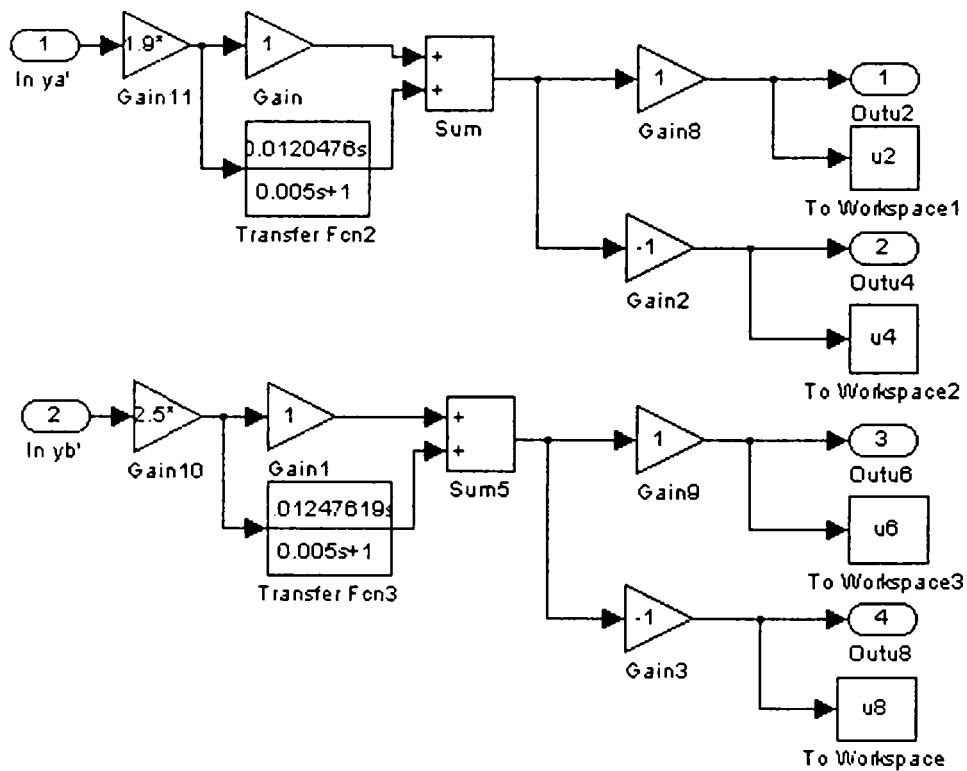 1
In ya'
1.9*
Gain11
1
Gain
+
+
Sum
0.0120476s
0.005s+1
Transfer Fcn2
1
Gain8
1
Outu2
u2
To Workspace1
-1
Gain2
2
Outu4
u4
To Workspace2
2
In yb'
2.5*
Gain10
1
Gain1
+
+
Sum5
.01247619s
0.005s+1
Transfer Fcn3
1
Gain9
3
Outu6
u6
To Workspace3
-1
Gain3
4
Outu8
u8
To Workspace